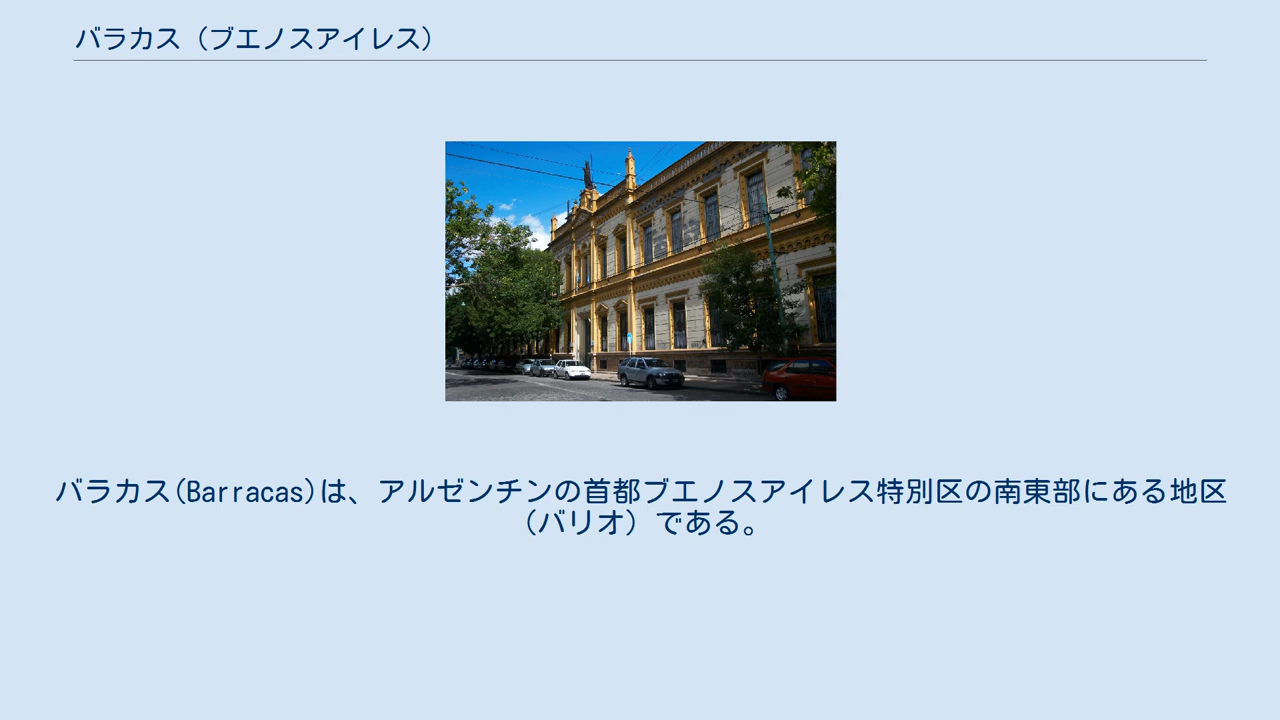 バラカス（ブエノスアイレス）
バラカス(Barracas)は、アルゼンチンの首都ブエノスアイレス特別区の南東部にある地区
（バリオ）である。